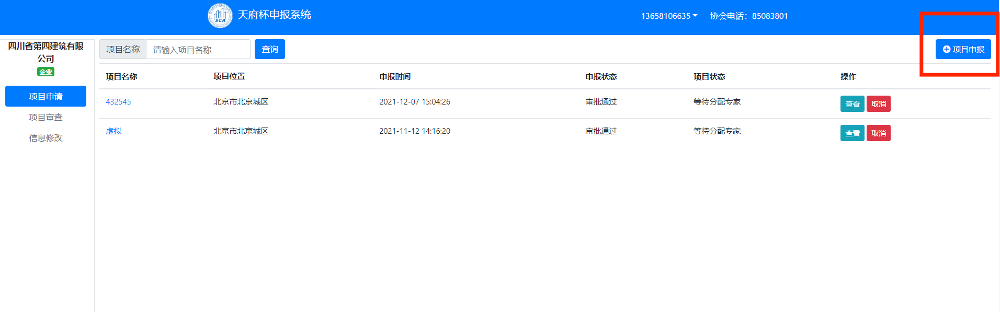 天府杯申报系统
13658106635
协会电话：85083801
四川省第四建筑有限
公司
企业
项目申请
项目审查
信息修改
项目名称 请输入项目名称 查询
项目申报
项目名称 项目位置 申报时间 申报状态 项目状态 操作
432545 北京市北京城区 2021-12-07 15:04:26 审批通过 等待分配专家 查看 取消
虚拟 北京市北京城区 2021-11-12 14:16:20 审批通过 等待分配专家 查看 取消
SCA